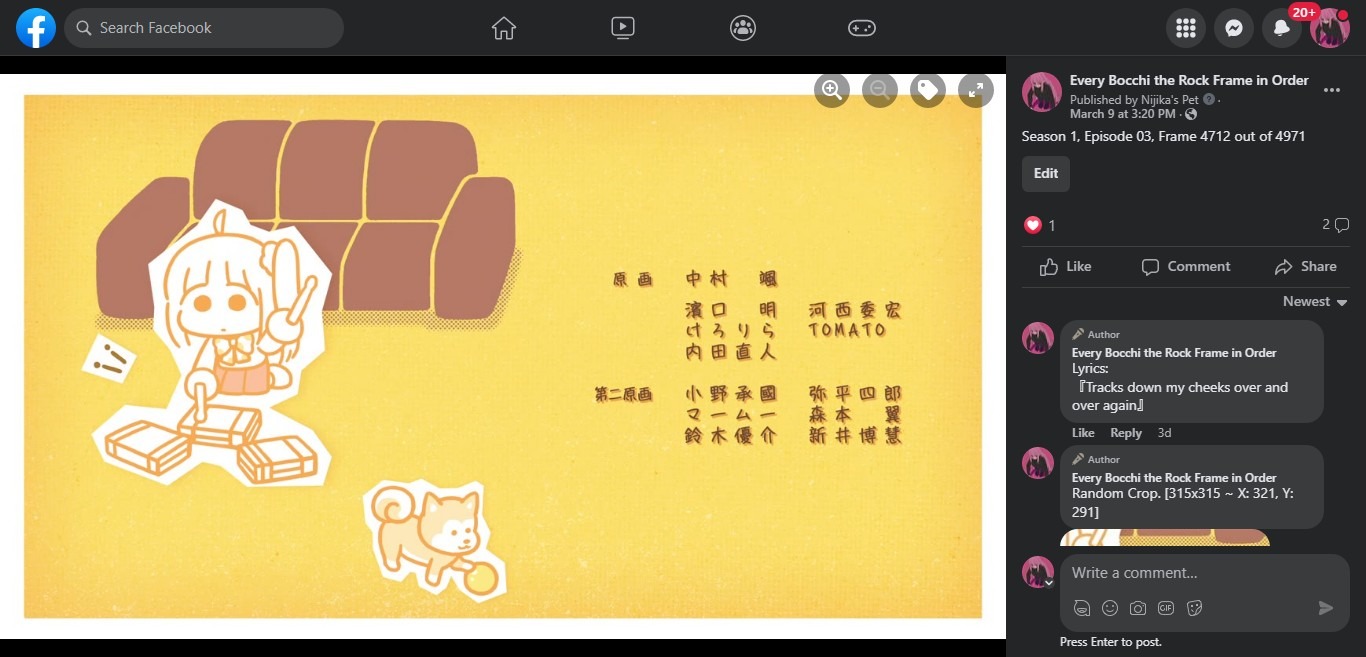 Search Facebook
20+
!!
原画 中村 颯
濱口 明 河西委宏
けろりら TOMATO
内田直人
第二原画 小野承國 弥平四郎
マームー 森本 翼
鈴木優介 新井博慧
Every Bocchi the Rock Frame in Order
Published by Nijika's Pet ·
March 9 at 3:20 PM ·
Season 1, Episode 03, Frame 4712 out of 4971
Edit
1
2
Like Comment Share
Newest
Author
Every Bocchi the Rock Frame in Order
Lyrics:
『Tracks down my cheeks over and
over again』
Like Reply 3d
Author
Every Bocchi the Rock Frame in Order
Random Crop. [315x315 ~ X: 321, Y:
291]
Write a comment...
GIF
Press Enter to post.